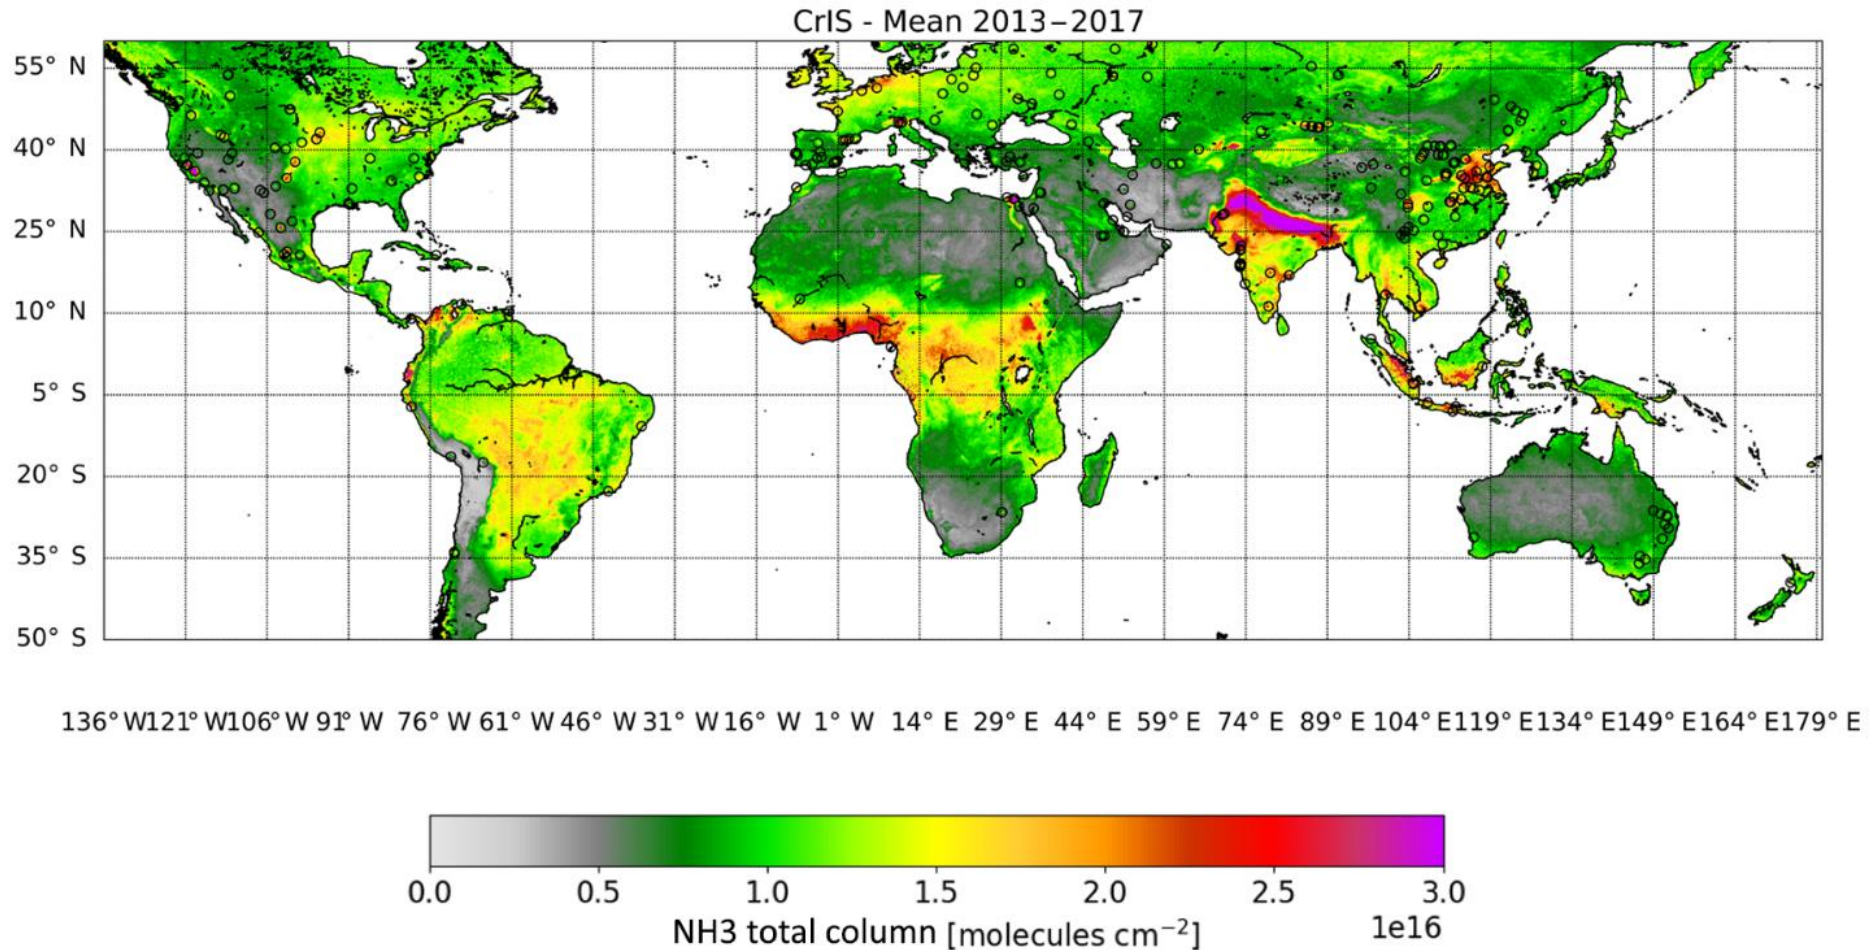 CrIS - Mean 2013−2017
55° N
40° N
25° N
10° N
5° S
20° S
35° S
50° S
136° W121° W106° W 91° W 76° W 61° W 46° W 31° W 16° W 1° W 14° E 29° E 44° E 59° E 74° E 89° E 104° E119° E134° E149° E164° E179° E
0.0 0.5 1.0 1.5 2.0 2.5 3.0
1e16
NH3 total column [molecules cm⁻²]